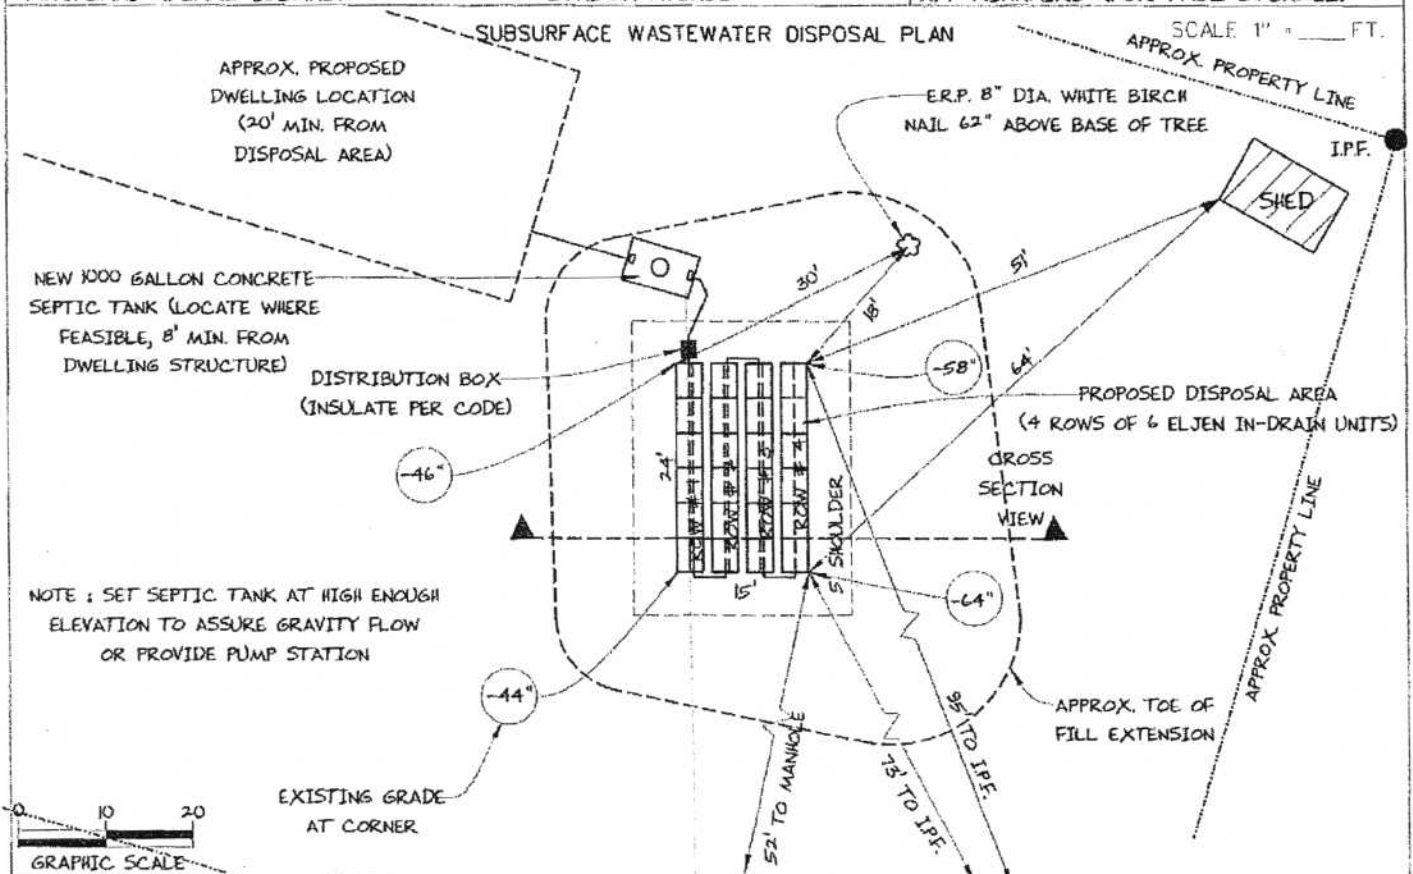 SUBSURFACE WASTEWATER DISPOSAL PLAN
SCALE 1" = ____ FT.
APPROX. PROPERTY LINE
APPROX. PROPOSED
DWELLING LOCATION
(20' MIN. FROM
DISPOSAL AREA)
E.R.P. 8" DIA. WHITE BIRCH
NAIL 62" ABOVE BASE OF TREE
I.P.F.
SHED
NEW 1000 GALLON CONCRETE
SEPTIC TANK (LOCATE WHERE
FEASIBLE, 8' MIN. FROM
DWELLING STRUCTURE)
30'
18'
51'
64'
DISTRIBUTION BOX
(INSULATE PER CODE)
-58"
PROPOSED DISPOSAL AREA
(4 ROWS OF 6 ELJEN IN-DRAIN UNITS)
-46"
24'
ROW # 1
ROW # 2
ROW # 3
ROW # 4
5' SHOULDER
CROSS
SECTION
VIEW
15'
-64"
NOTE : SET SEPTIC TANK AT HIGH ENOUGH
ELEVATION TO ASSURE GRAVITY FLOW
OR PROVIDE PUMP STATION
-44"
APPROX. PROPERTY LINE
APPROX. TOE OF
FILL EXTENSION
EXISTING GRADE
AT CORNER
52' TO MANHOLE
73' TO I.P.F.
95' TO I.P.F.
0 10 20
GRAPHIC SCALE